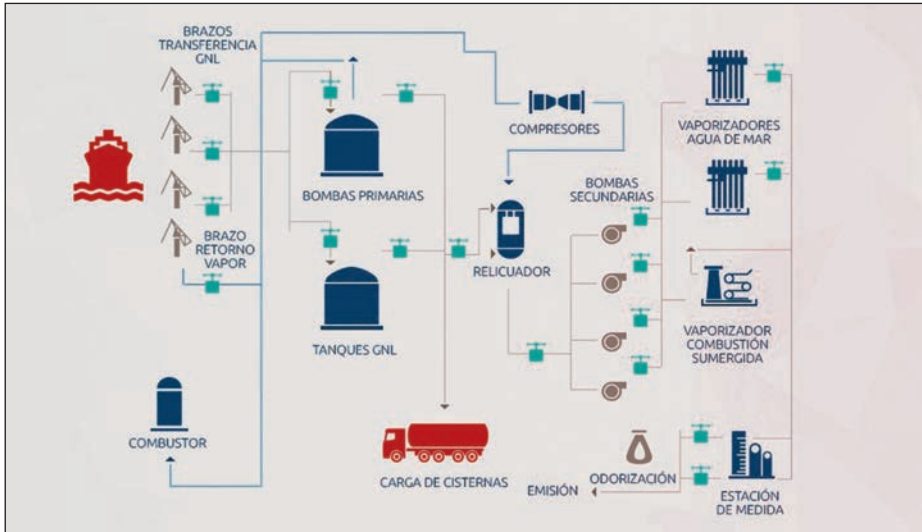 BRAZOS
TRANSFERENCIA
GNL
COMPRESORES
VAPORIZADORES
AGUA DE MAR
BOMBAS PRIMARIAS
BOMBAS
SECUNDARIAS
BRAZO
RETORNO
VAPOR
RELICUADOR
TANQUES GNL
VAPORIZADOR
COMBUSTIÓN
SUMERGIDA
COMBUSTOR
CARGA DE CISTERNAS
EMISIÓN
ODORIZACIÓN
ESTACIÓN
DE MEDIDA